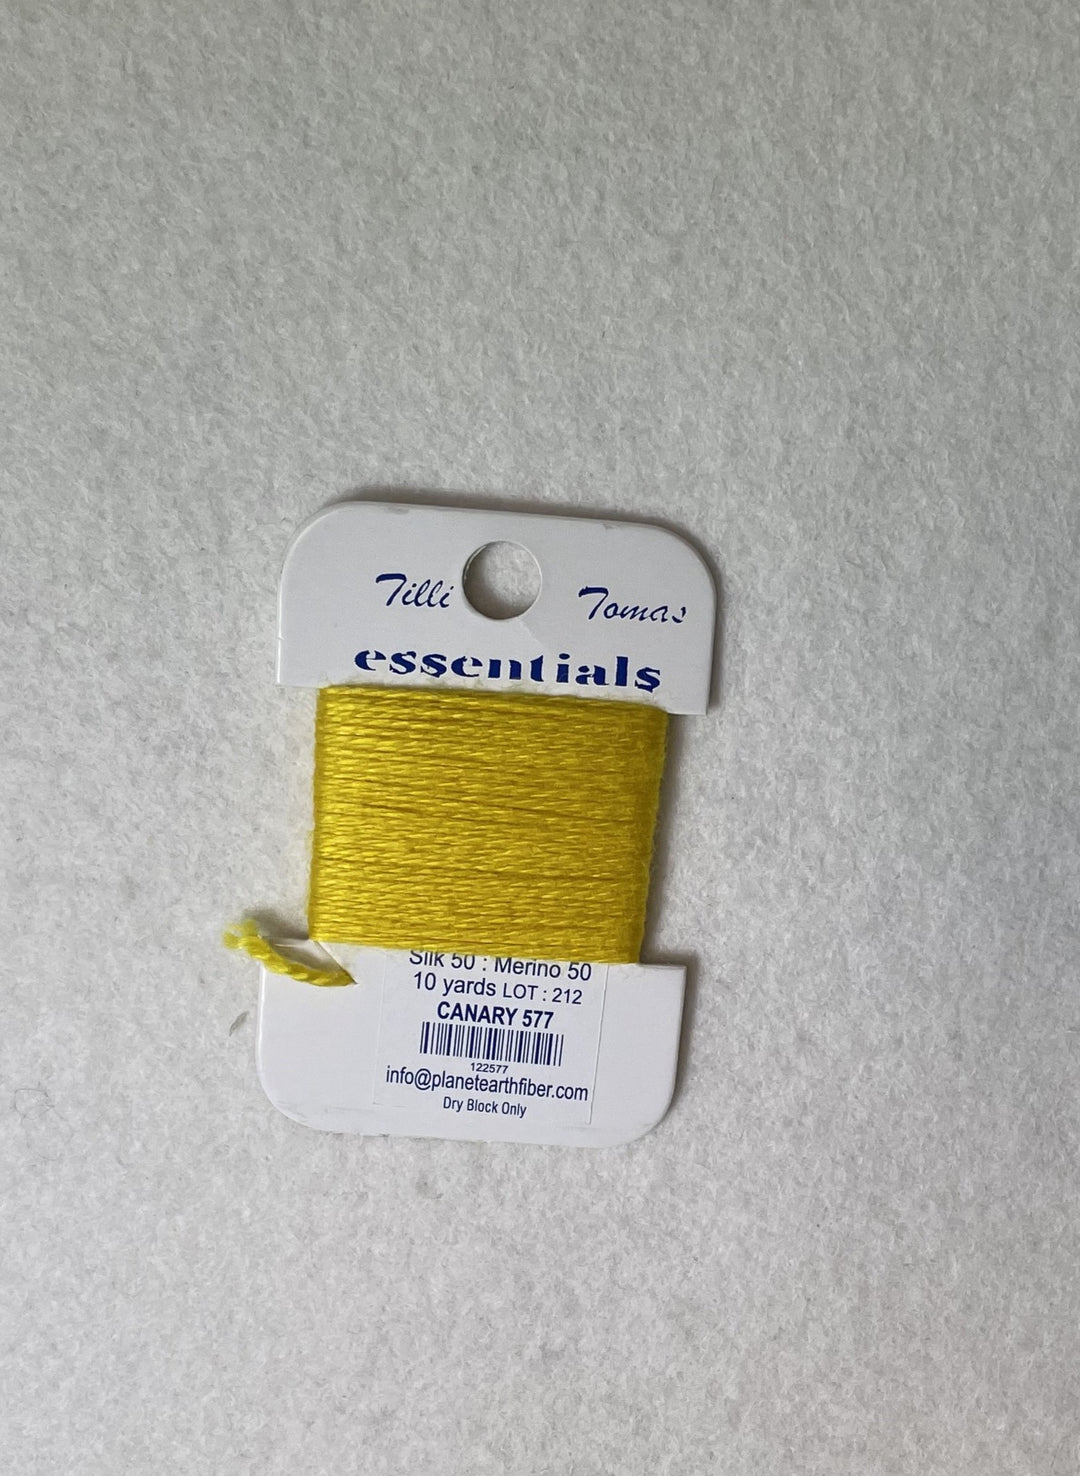 Tilli Tomas
essentials
Silk 50 : Merino 50
10 yards LOT : 212
CANARY 577
122577
info@planetearthfiber.com
Dry Block Only